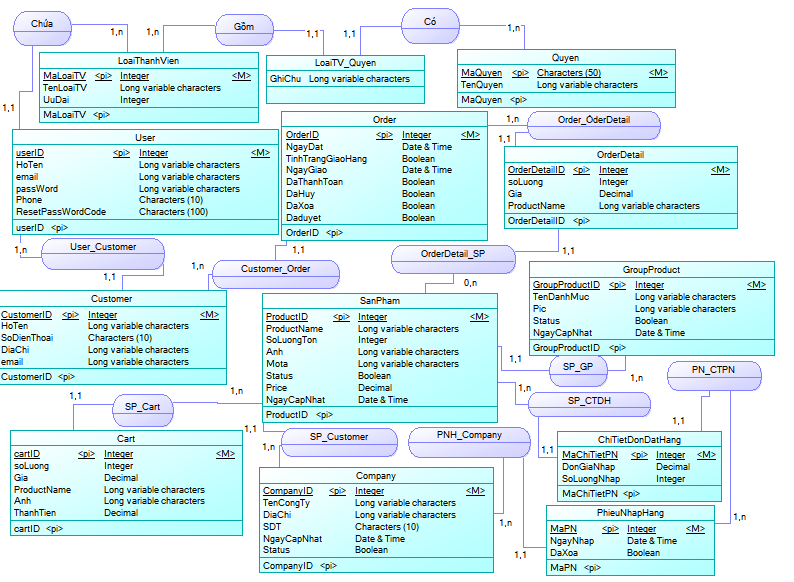 Chúa
Gồm
Có
1,n
1,n
1,1
1,1
1,n
LoaiThanhVien
MaLoaiTV <pi> Integer <M>
TenLoaiTV Long variable characters
UuDai Integer
MaLoaiTV <pi>
LoaiTV_Quyen
GhiChu Long variable characters
Quyen
MaQuyen <pi> Characters (50) <M>
TenQuyen Long variable characters
MaQuyen <pi>
1,1
User
userID <pi> Integer <M>
HoTen Long variable characters
email Long variable characters
passWord Long variable characters
Phone Characters (10)
ResetPassWordCode Characters (100)
userID <pi>
Order
OrderID <pi> Integer <M>
NgayDat Date & Time
TinhTrangGiaoHang Boolean
NgayGiao Date & Time
DaThanhToan Boolean
DaHuy Boolean
DaXoa Boolean
Daduyet Boolean
OrderID <pi>
1,n
Order_ÓderDetail
1,1
OrderDetail
OrderDetailID <pi> Integer <M>
soLuong Integer
Gia Decimal
ProductName Long variable characters
OrderDetailID <pi>
1,n
User_Customer
1,1
1,n
Customer_Order
1,1
OrderDetail_SP
1,1
0,n
Customer
CustomerID <pi> Integer <M>
HoTen Long variable characters
SoDienThoai Characters (10)
DiaChi Long variable characters
email Long variable characters
CustomerID <pi>
SanPham
ProductID <pi> Integer <M>
ProductName Long variable characters
SoLuongTon Integer
Anh Long variable characters
Mota Long variable characters
Status Boolean
Price Decimal
NgayCapNhat Date & Time
ProductID <pi>
GroupProduct
GroupProductID <pi> Integer <M>
TenDanhMuc Long variable characters
Pic Long variable characters
Status Boolean
NgayCapNhat Date & Time
GroupProductID <pi>
1,1
SP_GP
1,n
PN_CTPN
1,1
SP_Cart
1,n
1,n
SP_CTDH
1,1
1,1
Cart
cartID <pi> Integer <M>
soLuong Integer
Gia Decimal
ProductName Long variable characters
Anh Long variable characters
ThanhTien Decimal
cartID <pi>
1,1
SP_Customer
1,n
PNH_Company
Company
CompanyID <pi> Integer <M>
TenCongTy Long variable characters
DiaChi Long variable characters
SDT Characters (10)
NgayCapNhat Date & Time
Status Boolean
CompanyID <pi>
1,n
1,1
ChiTietDonDatHang
MaChiTietPN <pi> Integer <M>
DonGiaNhap Decimal
SoLuongNhap Integer
MaChiTietPN <pi>
PhieuNhapHang
MaPN <pi> Integer <M>
NgayNhap Date & Time
DaXoa Boolean
MaPN <pi>
1,n